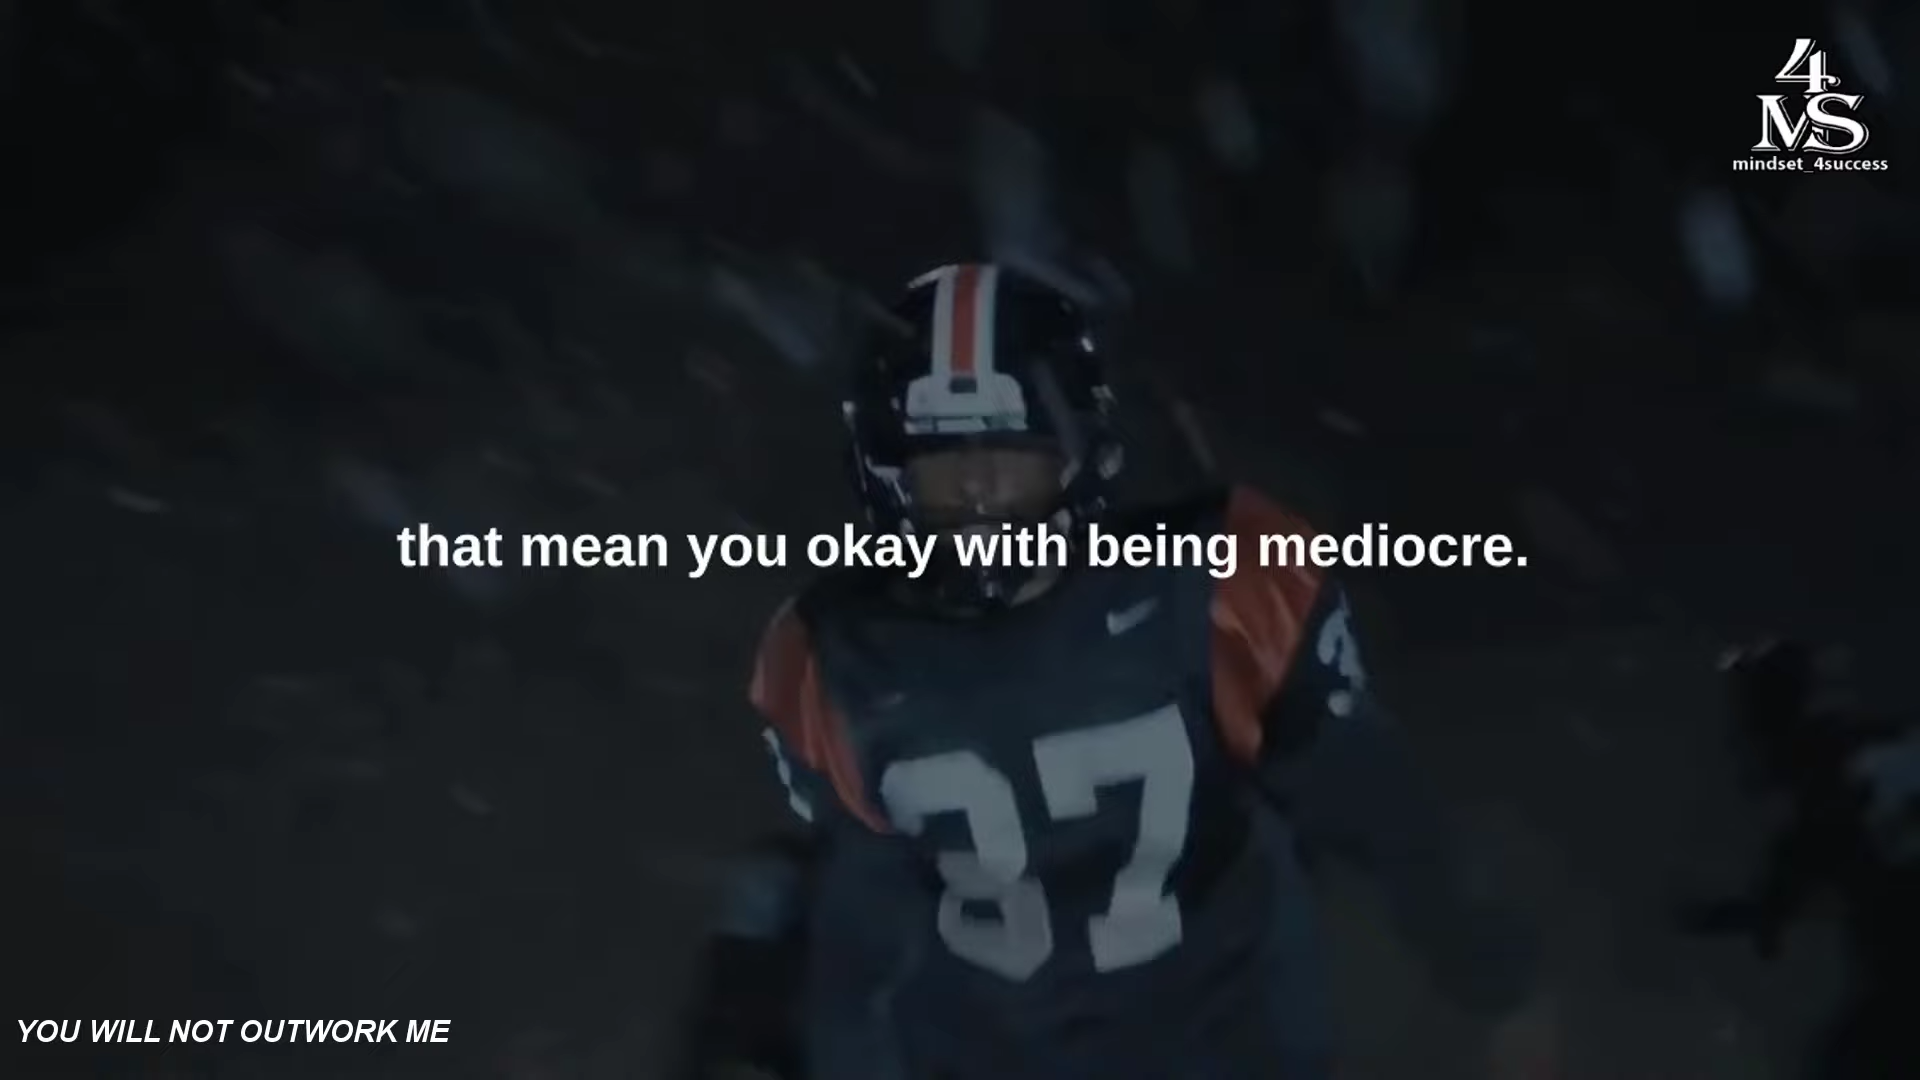 4
MS
mindset_4success
that mean you okay with being mediocre.
37
YOU WILL NOT OUTWORK ME